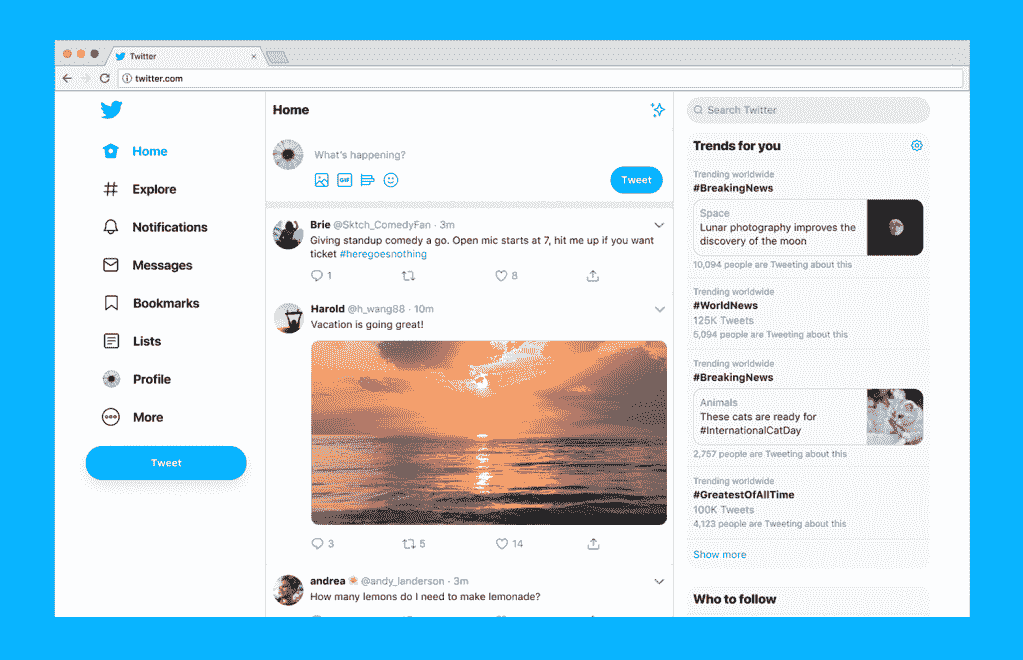 Twitter
twitter.com
Home
Explore
Notifications
Messages
Bookmarks
Lists
Profile
More
Tweet
Home
What's happening?
GIF
Tweet
Brie @Sktch_ComedyFan · 3m
Giving standup comedy a go. Open mic starts at 7, hit me up if you want
ticket #heregoesnothing
1
8
Harold @h_wang88 · 10m
Vacation is going great!
3
5
14
andrea @andy_landerson · 3m
How many lemons do I need to make lemonade?
Search Twitter
Trends for you
Trending worldwide
#BreakingNews
Space
Lunar photography improves the
discovery of the moon
10,094 people are Tweeting about this
Trending worldwide
#WorldNews
125K Tweets
5,094 people are Tweeting about this
Trending worldwide
#BreakingNews
Animals
These cats are ready for
#InternationalCatDay
2,757 people are Tweeting about this
Trending worldwide
#GreatestOfAllTime
100K Tweets
4,123 people are Tweeting about this
Show more
Who to follow